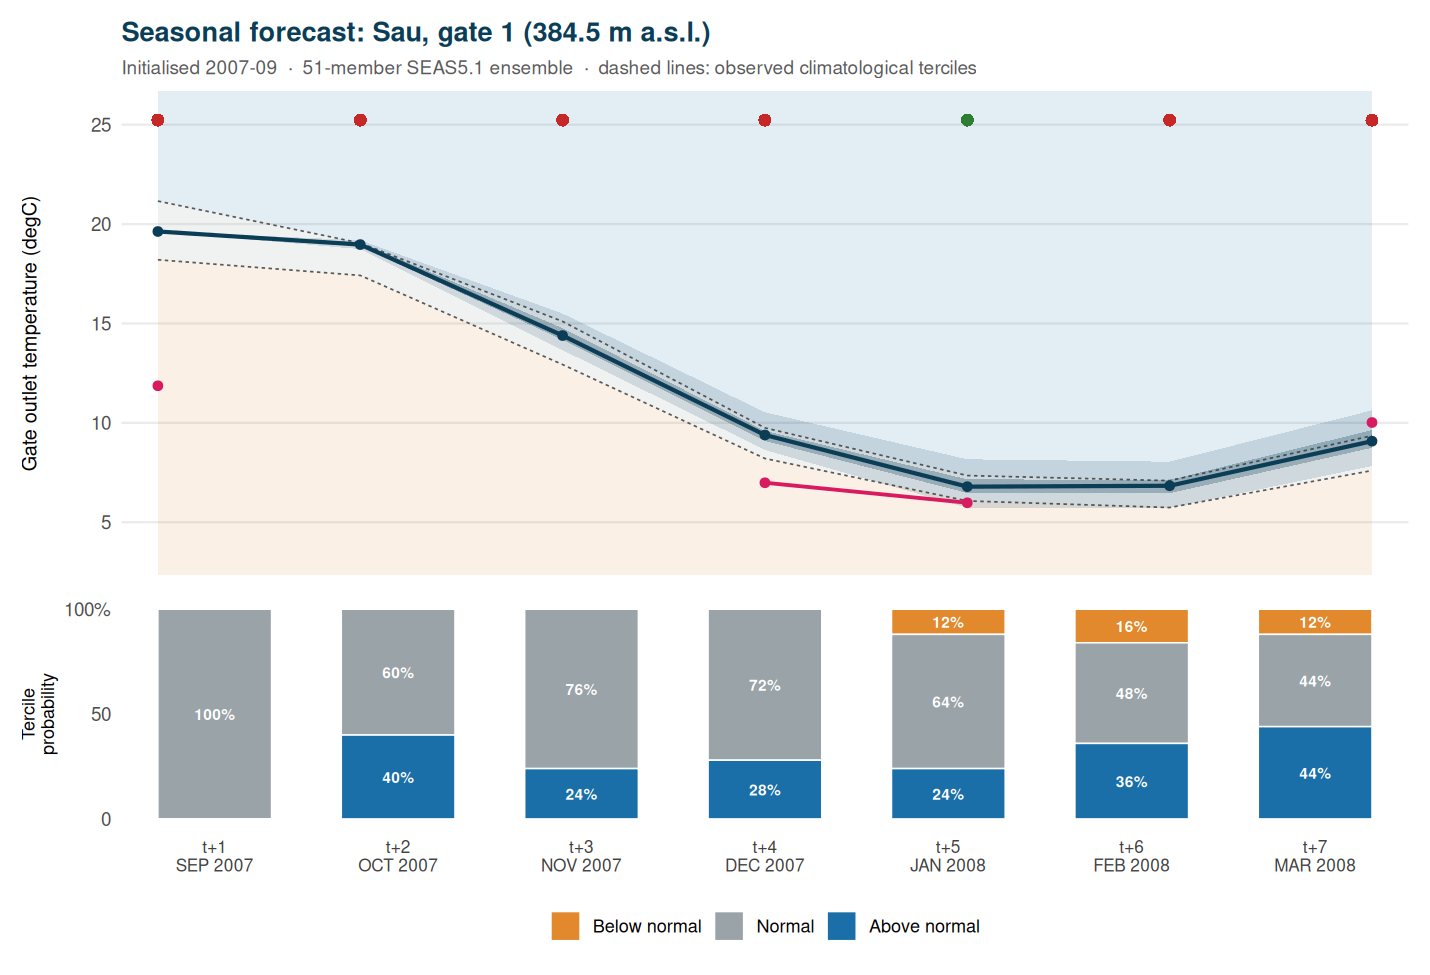 Seasonal forecast: Sau, gate 1 (384.5 m a.s.l.)
Initialised 2007-09 · 51-member SEAS5.1 ensemble · dashed lines: observed climatological terciles
Gate outlet temperature (degC)
25
20
15
10
5
Tercile
probability
100%
50
0
100%
60%
40%
76%
24%
72%
28%
12%
64%
24%
16%
48%
36%
12%
44%
44%
t+1
SEP 2007
t+2
OCT 2007
t+3
NOV 2007
t+4
DEC 2007
t+5
JAN 2008
t+6
FEB 2008
t+7
MAR 2008
Below normal
Normal
Above normal